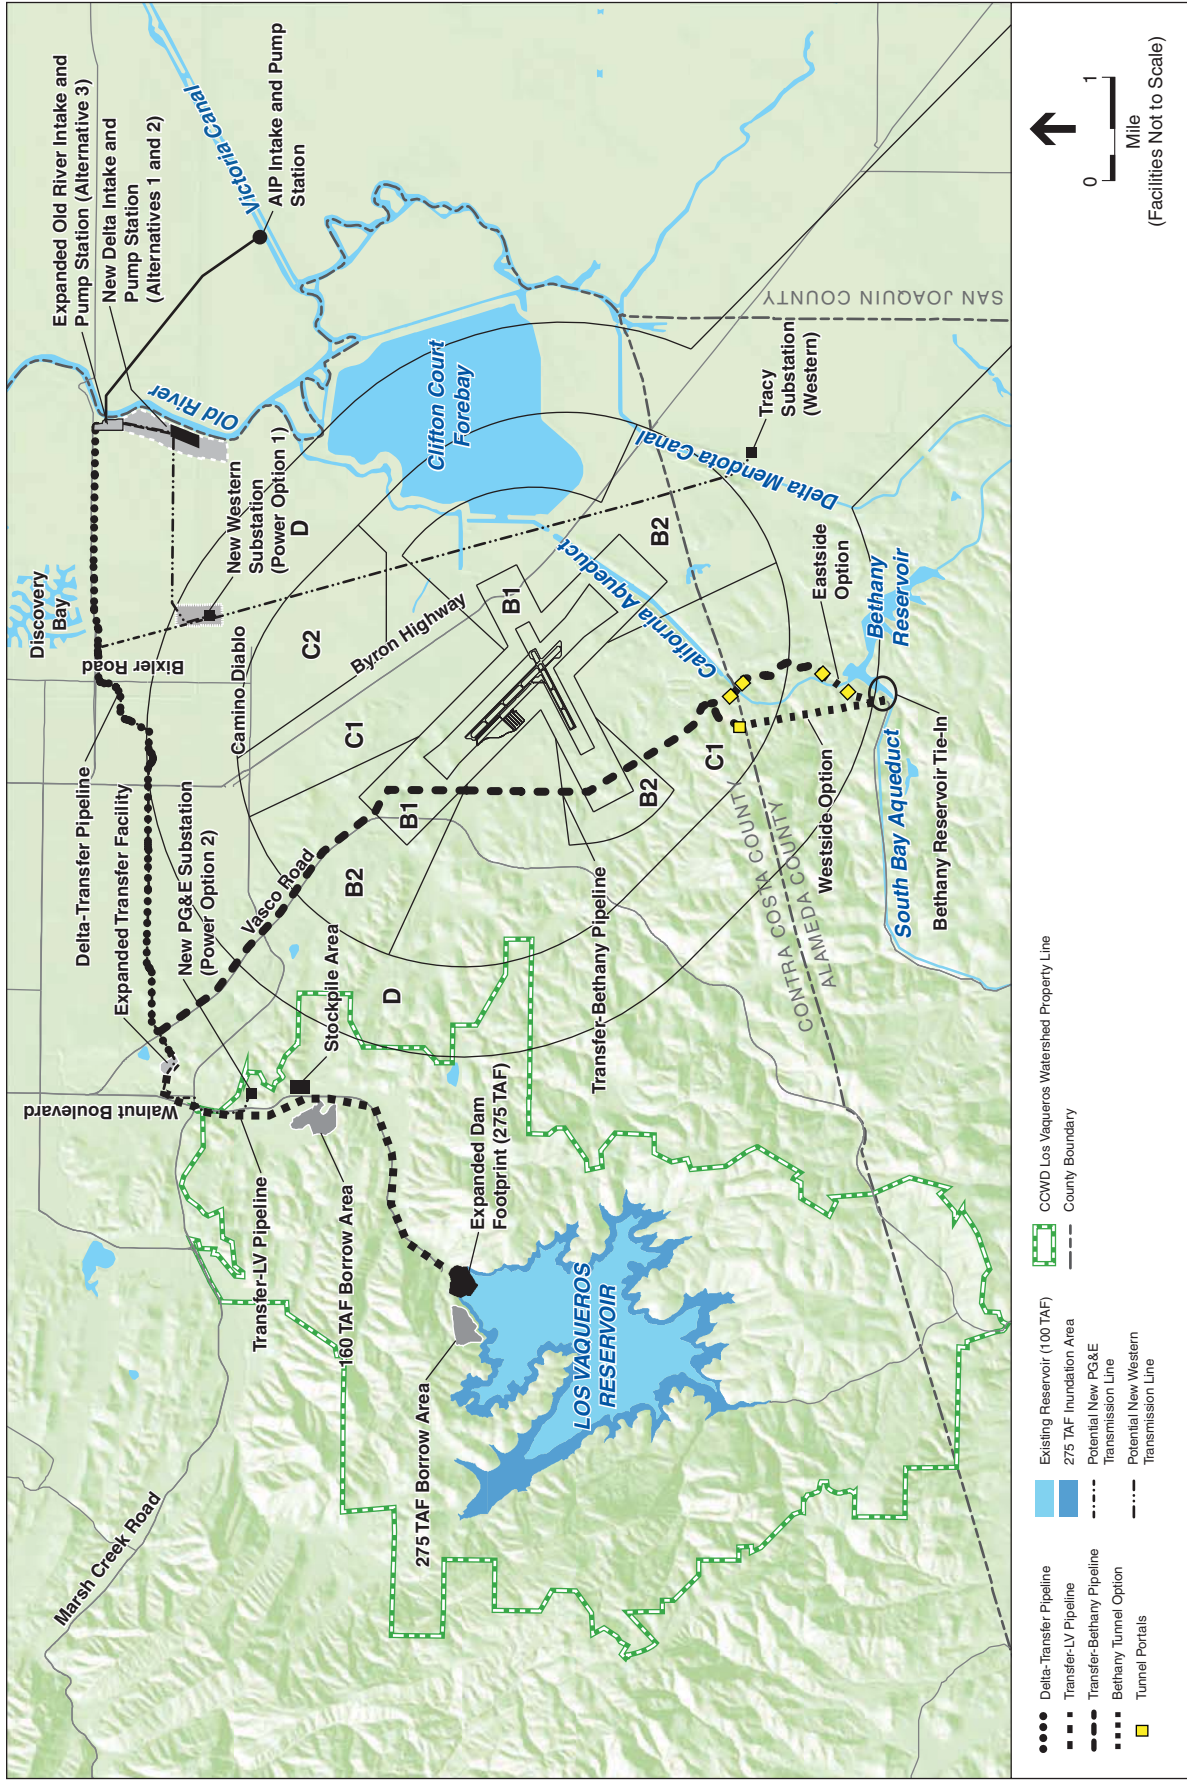 Expanded Old River Intake and
Pump Station (Alternative 3)
New Delta Intake and
Pump Station
(Alternatives 1 and 2)
Victoria Canal
AIP Intake and Pump
Station
Old River
Discovery
Bay
Bixler Road
New Western
Substation
(Power Option 1)
D
Clifton Court
Forebay
SAN JOAQUIN COUNTY
Tracy
Substation
(Western)
Delta Mendota Canal
Delta-Transfer Pipeline
Expanded Transfer Facility
New PG&E Substation
(Power Option 2)
Camino Diablo
C2
Byron Highway
C1
B1
B2
California Aqueduct
Eastside
Option
Bethany
Reservoir
Vasco Road
B1
B2
B2
C1
Westside Option
South Bay Aqueduct
Bethany Reservoir Tie-In
CONTRA COSTA COUNTY
ALAMEDA COUNTY
Walnut Boulevard
Stockpile Area
D
Transfer-Bethany Pipeline
Transfer-LV Pipeline
160 TAF Borrow Area
Expanded Dam
Footprint (275 TAF)
LOS VAQUEROS
RESERVOIR
275 TAF Borrow Area
Marsh Creek Road
Delta-Transfer Pipeline
Transfer-LV Pipeline
Transfer-Bethany Pipeline
Bethany Tunnel Option
Tunnel Portals
Existing Reservoir (100 TAF)
275 TAF Inundation Area
Potential New PG&E
Transmission Line
Potential New Western
Transmission Line
CCWD Los Vaqueros Watershed Property Line
County Boundary
0
1
Mile
(Facilities Not to Scale)